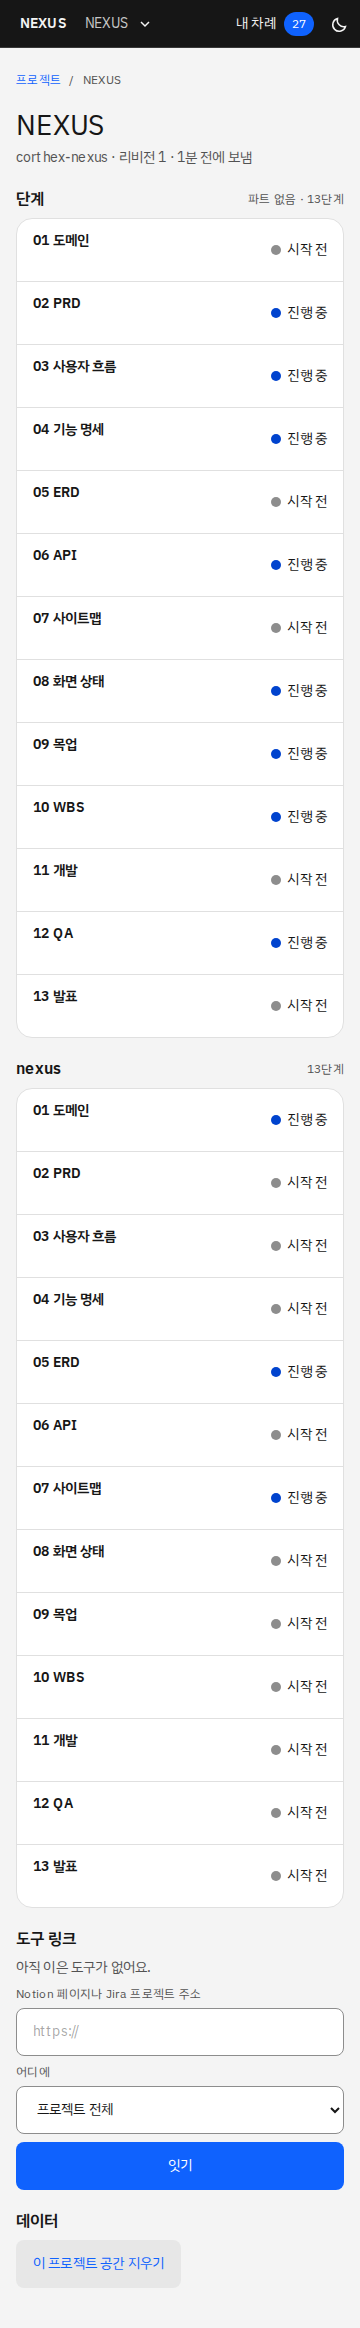 NEXUS NEXUS 내 차례 27
프로젝트 / NEXUS
NEXUS
corthex-nexus · 리비전 1 · 1분 전에 보냄
단계 파트 없음 · 13단계
01 도메인 시작 전
02 PRD 진행 중
03 사용자 흐름 진행 중
04 기능 명세 진행 중
05 ERD 시작 전
06 API 진행 중
07 사이트맵 시작 전
08 화면 상태 진행 중
09 목업 진행 중
10 WBS 진행 중
11 개발 시작 전
12 QA 진행 중
13 발표 시작 전
nexus 13단계
01 도메인 진행 중
02 PRD 시작 전
03 사용자 흐름 시작 전
04 기능 명세 시작 전
05 ERD 진행 중
06 API 시작 전
07 사이트맵 진행 중
08 화면 상태 시작 전
09 목업 시작 전
10 WBS 시작 전
11 개발 시작 전
12 QA 시작 전
13 발표 시작 전
도구 링크
아직 이은 도구가 없어요.
Notion 페이지나 Jira 프로젝트 주소
https://
어디에
프로젝트 전체
잇기
데이터
이 프로젝트 공간 지우기